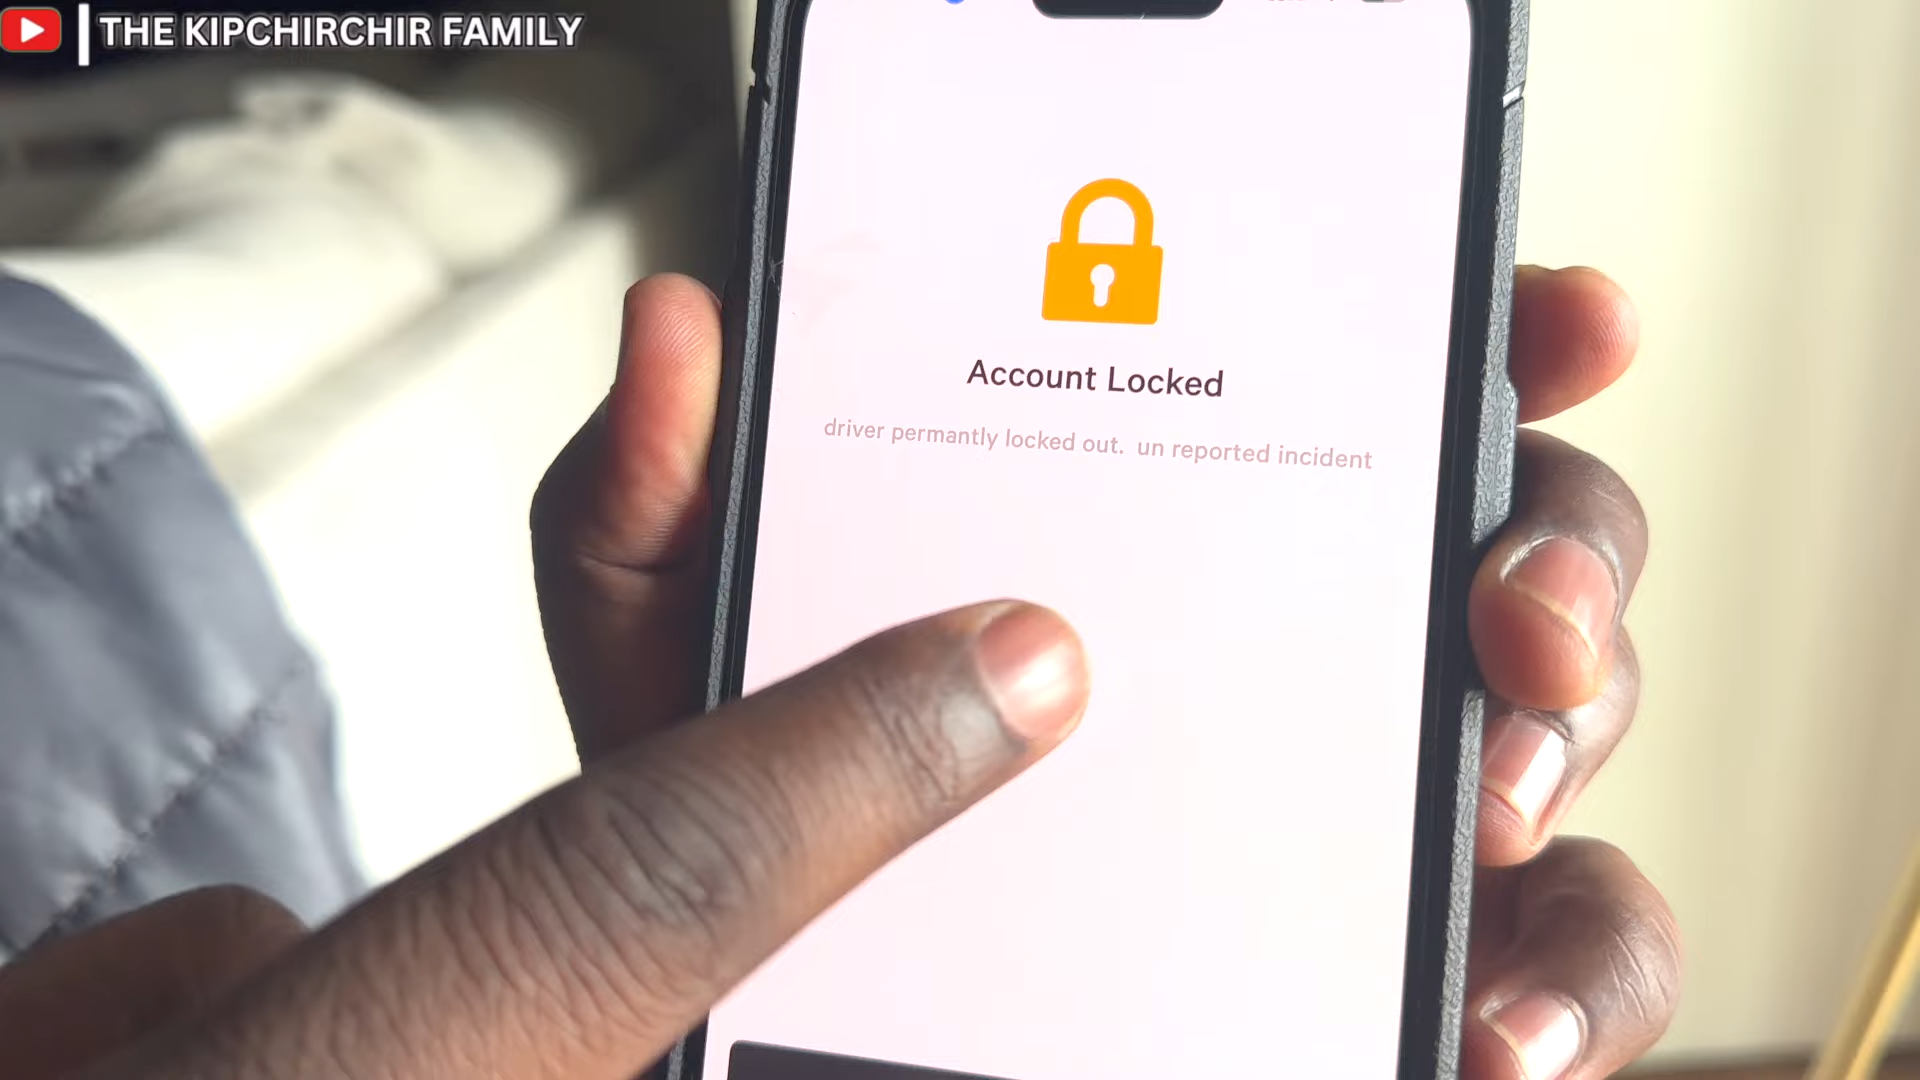 THE KIPCHIRCHIR FAMILY
Account Locked
driver permantly locked out. un reported incident